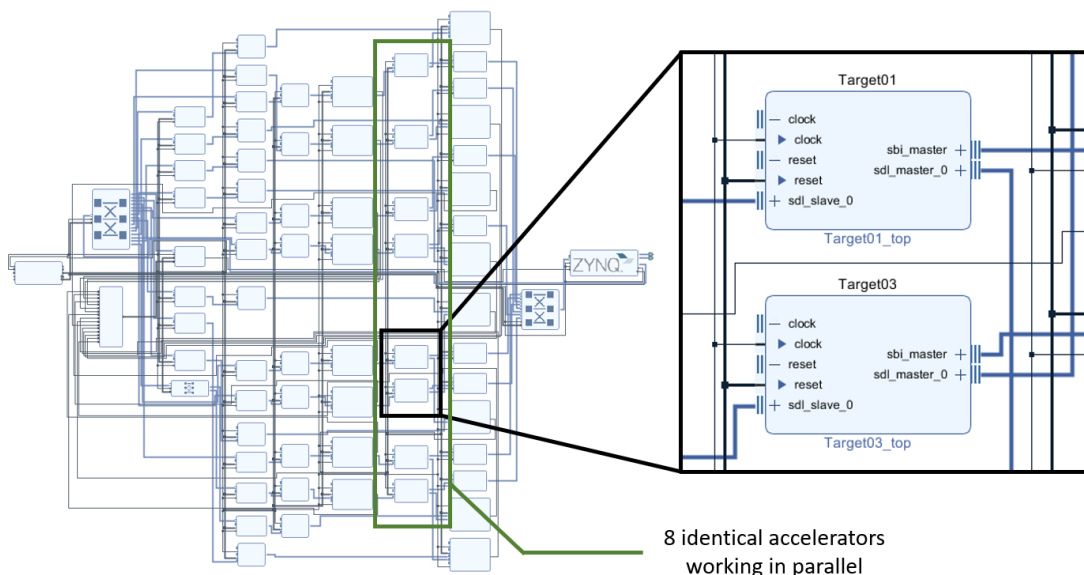 Target01
clock
clock
reset
reset
sdl_slave_0
sbi_master
sdl_master_0
Target01_top
Target03
clock
clock
reset
reset
sdl_slave_0
sbi_master
sdl_master_0
Target03_top
ZYNQ
8 identical accelerators
working in parallel